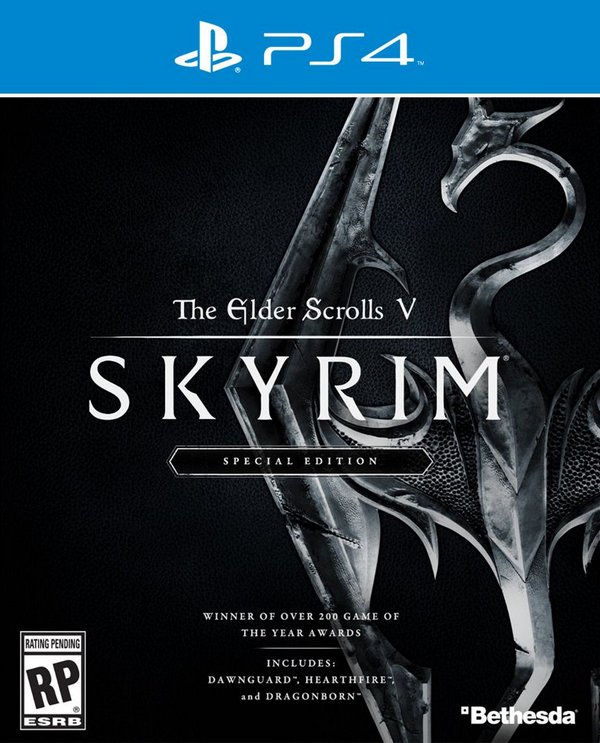 PS4™
The Elder Scrolls V
SKYRIM®
SPECIAL EDITION
WINNER OF OVER 200 GAME OF
THE YEAR AWARDS
INCLUDES:
DAWNGUARD™, HEARTHFIRE™,
and DRAGONBORN™
RATING PENDING
RP
ESRB
Bethesda®